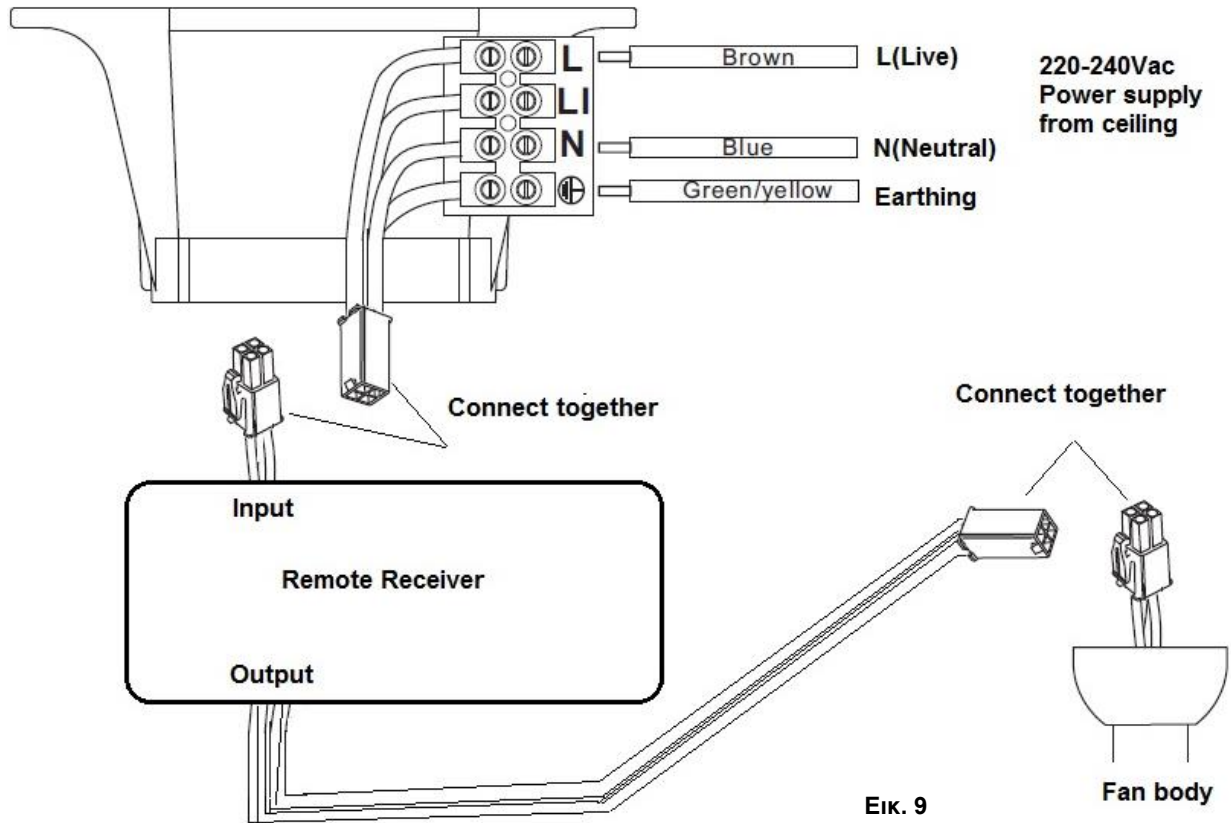 L
Brown
L(Live)
220-240Vac
Power supply
from ceiling
L1
N
Blue
N(Neutral)
Green/yellow
Earthing
Connect together
Connect together
Input
Remote Receiver
Output
Εικ. 9
Fan body